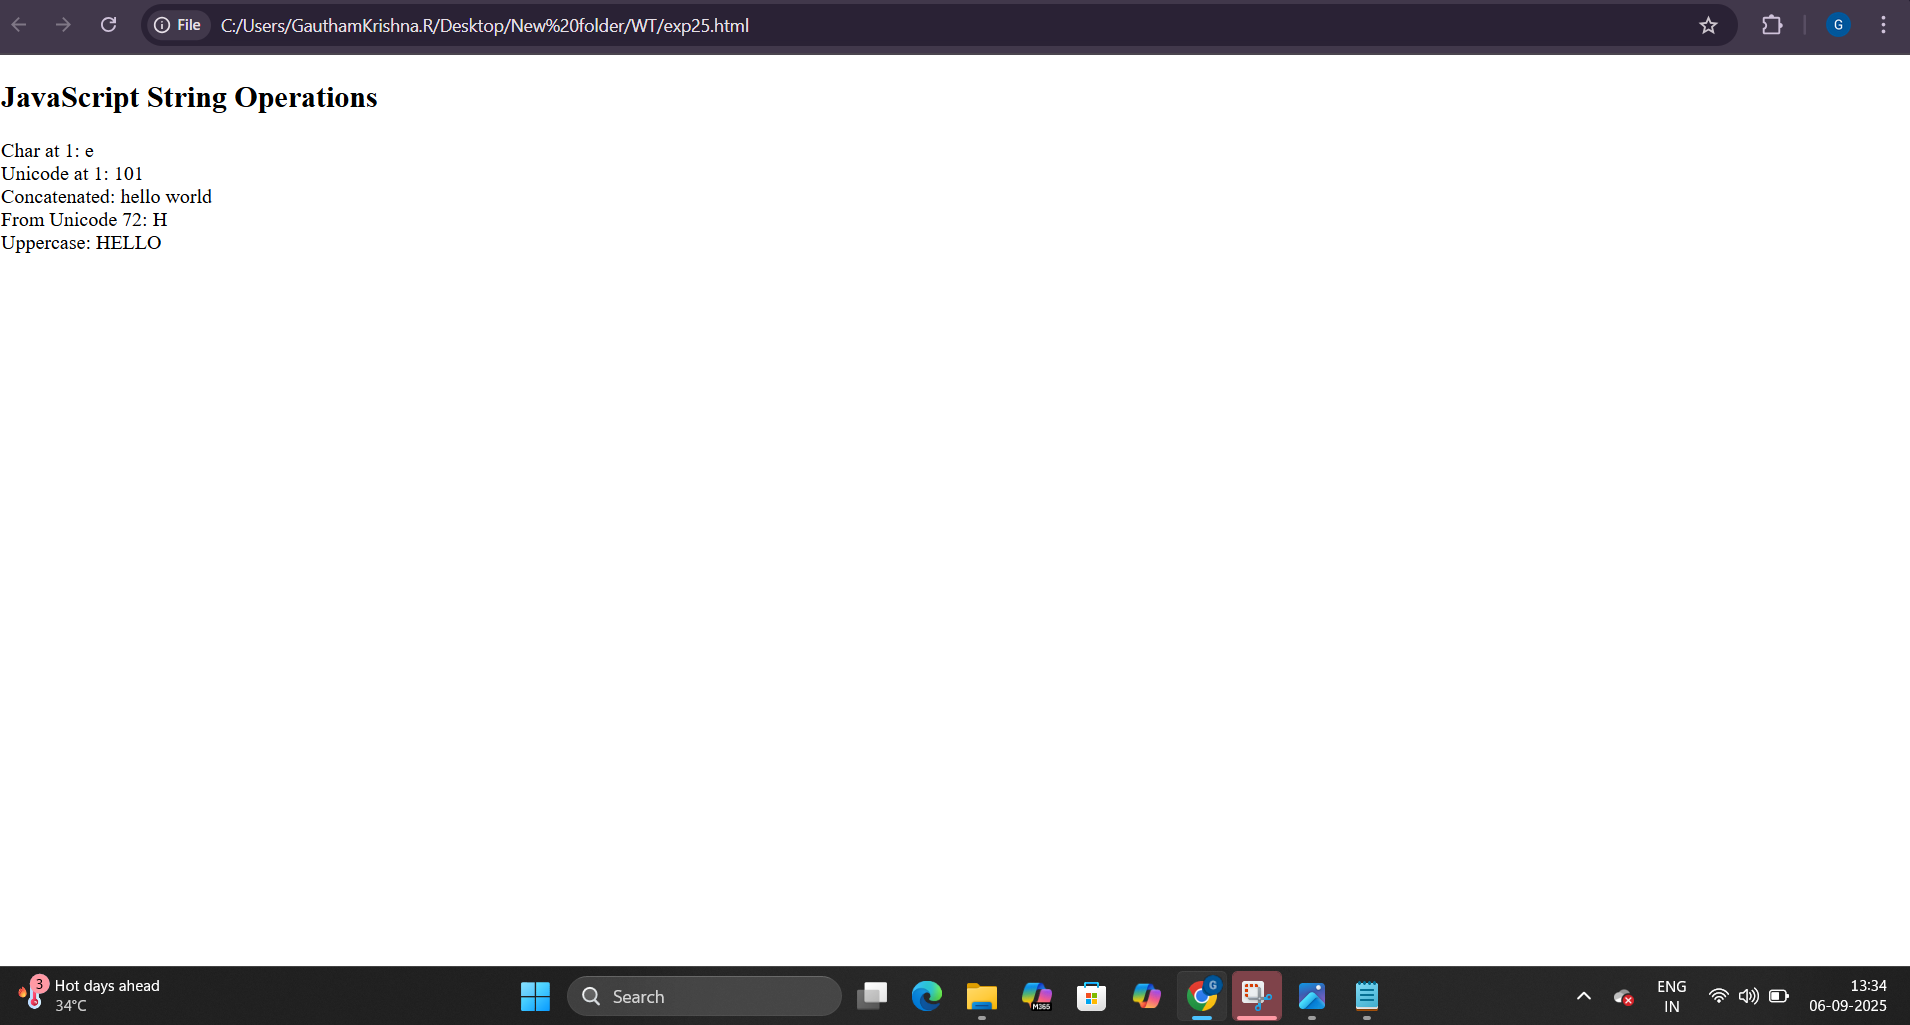 File C:/Users/GauthamKrishna.R/Desktop/New%20folder/WT/exp25.html
G
JavaScript String Operations
Char at 1: e
Unicode at 1: 101
Concatenated: hello world
From Unicode 72: H
Uppercase: HELLO
3
Hot days ahead
34°C
Search
M365
G
ENG
IN
13:34
06-09-2025